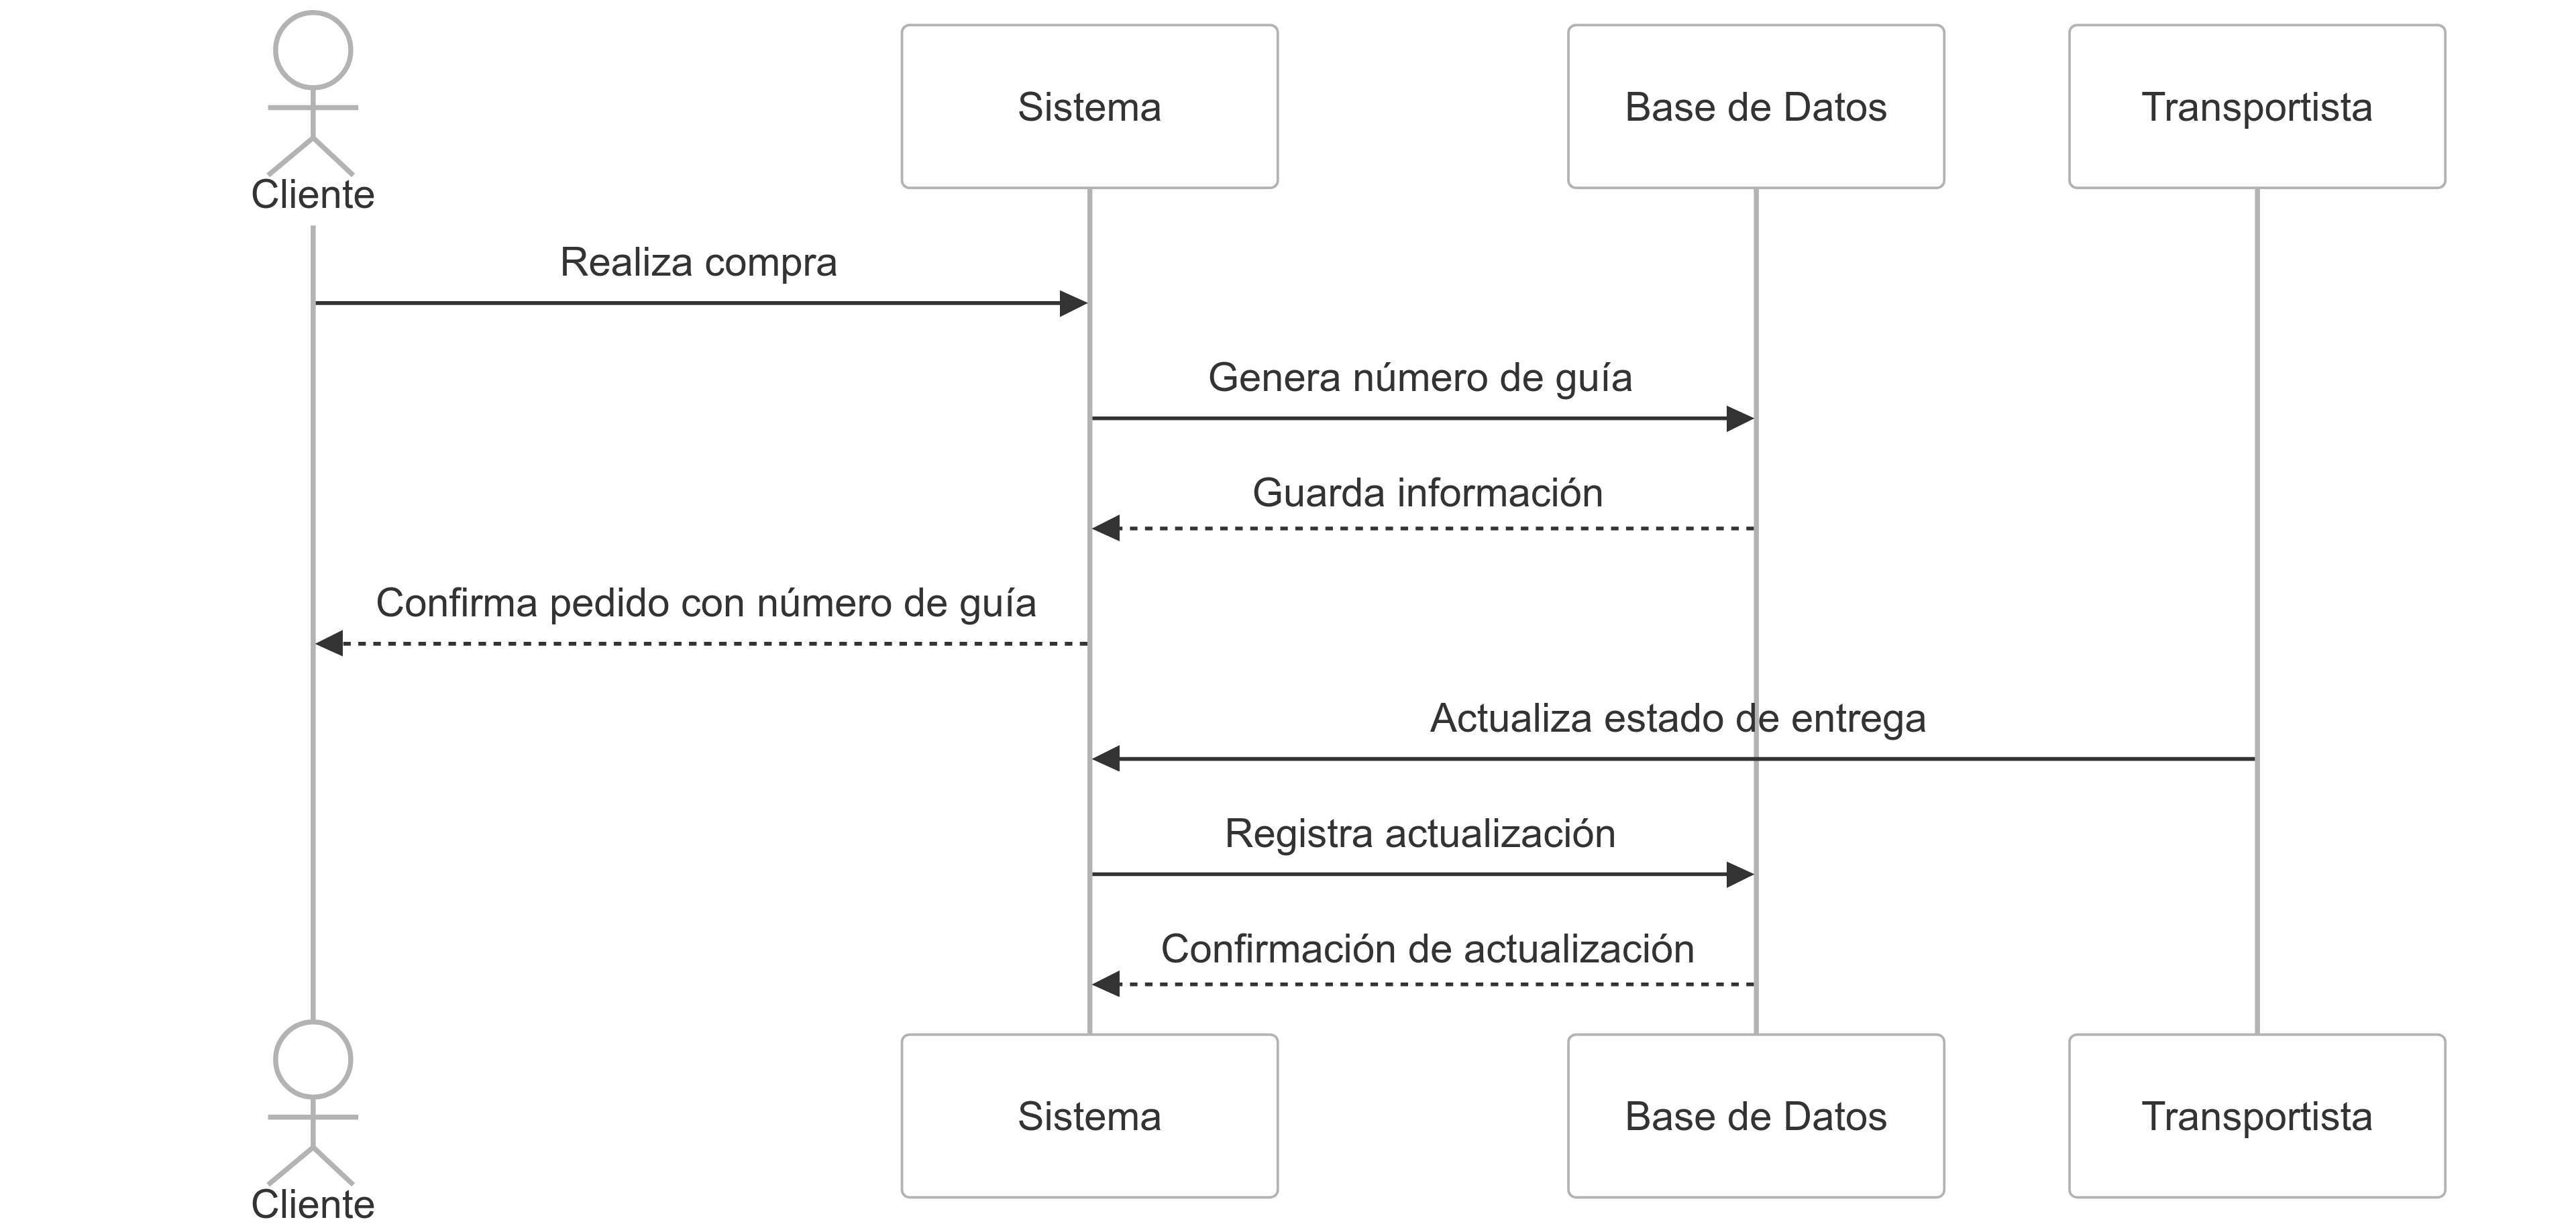 Cliente
Sistema
Base de Datos
Transportista
Realiza compra
Genera número de guía
Guarda información
Confirma pedido con número de guía
Actualiza estado de entrega
Registra actualización
Confirmación de actualización
Cliente
Sistema
Base de Datos
Transportista